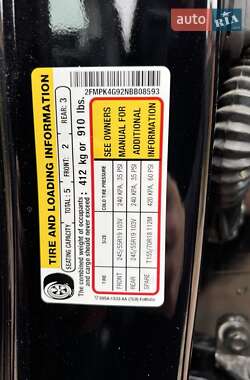 auto
RIA
2FMPK4G92NBB08593
TIRE AND LOADING INFORMATION
SEATING CAPACITY TOTAL: 5 FRONT: 2 REAR: 3
The combined weight of occupants
and cargo should never exceed : 412 kg or 910 lbs.
TIRE SIZE COLD TIRE PRESSURE
FRONT 245/55R19 103V 240 KPA, 35 PSI
REAR 245/55R19 103V 240 KPA, 35 PSI
SPARE T155/70R18 112M 420 KPA, 60 PSI
SEE OWNERS
MANUAL FOR
ADDITIONAL
INFORMATION